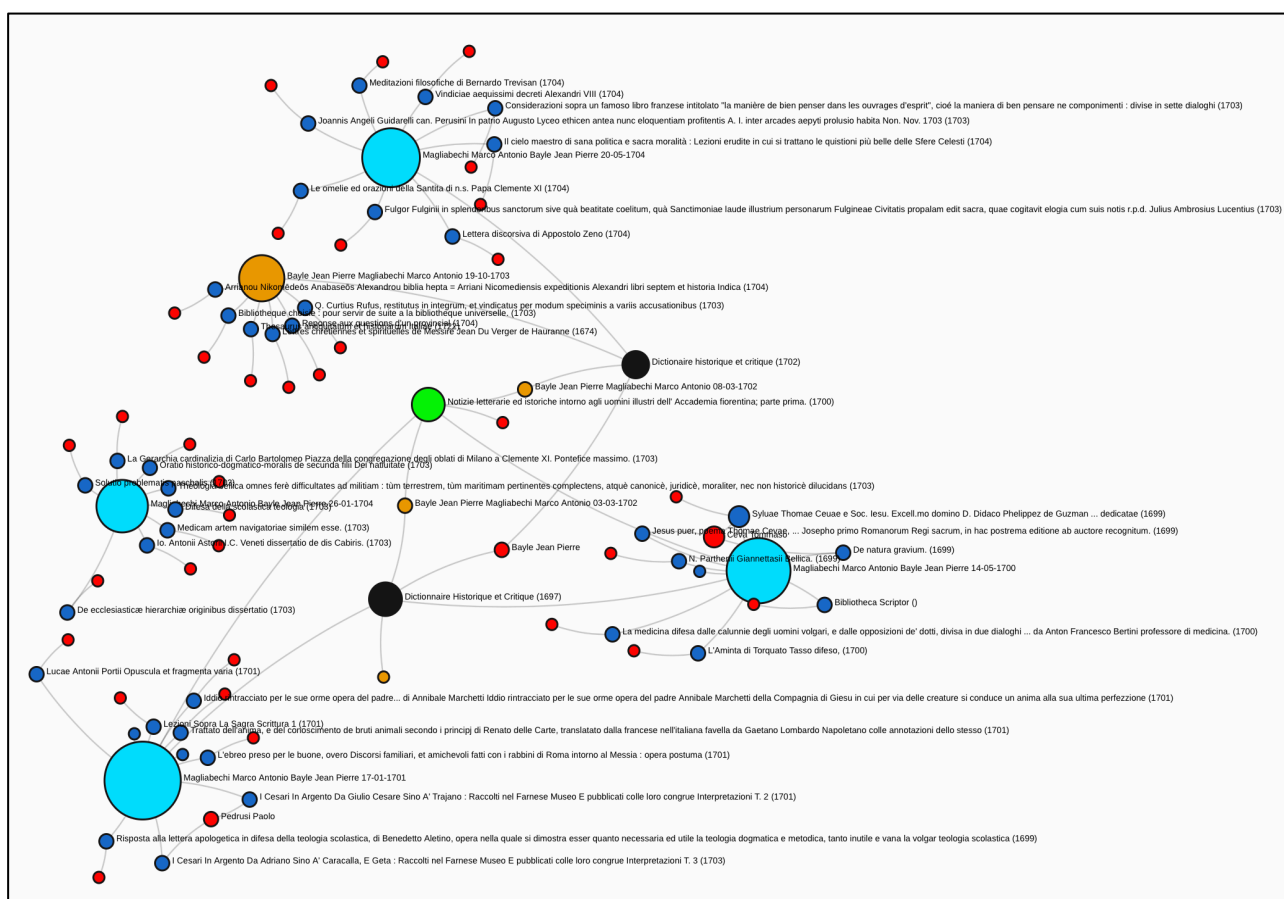 Meditazioni filosofiche di Bernardo Trevisan (1704)
Vindiciae aequissimi decreti Alexandri VIII (1704)
Considerazioni sopra un famoso libro franzese intitolato "la manière de bien penser dans les ouvrages d'esprit", cioé la maniera di ben pensare ne componimenti : divise in sette dialoghi (1703)
Joannis Angeli Guidarelli can. Perusini In patrio Augusto Lyceo ethicen antea nunc eloquentiam profitentis A. I. inter arcades aepyti prolusio habita Non. Nov. 1703 (1703)
Il cielo maestro di sana politica e sacra moralità : Lezioni erudite in cui si trattano le quistioni più belle delle Sfere Celesti (1704)
Magliabechi Marco Antonio Bayle Jean Pierre 20-05-1704
Le omelie ed orazioni della Santita di n.s. Papa Clemente XI (1704)
Fulgor Fulginii in splendoribus sanctorum sive quà beatitate coelitum, quà Sanctimoniae laude illustrium personarum Fulgineae Civitatis propalam edit sacra, quae cogitavit elogia cum suis notis r.p.d. Julius Ambrosius Lucentius (1703)
Lettera discorsiva di Appostolo Zeno (1704)
Bayle Jean Pierre Magliabechi Marco Antonio 19-10-1703
Arrianou Nikomêdeôs Anabaseôs Alexandrou biblia hepta = Arriani Nicomediensis expeditionis Alexandri libri septem et historia Indica (1704)
Q. Curtius Rufus, restitutus in integrum, et vindicatus per modum speciminis a variis accusationibus (1703)
Bibliotheque choisie : pour servir de suite a la bibliotheque universelle. (1703)
Reponse aux questions d'un provincial (1704)
Lettres chrétiennes et spirituelles de Messire Jean Du Verger de Hauranne (1674)
Dictionaire historique et critique (1702)
Bayle Jean Pierre Magliabechi Marco Antonio 08-03-1702
Notizie letterarie ed istoriche intorno agli uomini illustri dell' Accademia fiorentina; parte prima. (1700)
La Gerarchia cardinalizia di Carlo Bartolomeo Piazza della congregazione degli oblati di Milano a Clemente XI. Pontefice massimo. (1703)
Oratio historico-dogmatico-moralis de secunda filii Dei natiuitate (1703)
Solutio problematis paschalis (1703)
Theologia bellica omnes ferè difficultates ad militiam : tùm terrestrem, tùm maritimam pertinentes complectens, atquè canonicè, juridicè, moraliter, nec non historicè dilucidans (1703)
Magliabechi Marco Antonio Bayle Jean Pierre 26-01-1704
Difesa della scolastica teologia (1703)
Bayle Jean Pierre Magliabechi Marco Antonio 03-03-1702
Syluae Thomae Ceuae e Soc. Iesu. Excell.mo domino D. Didaco Phelippez de Guzman ... dedicatae (1699)
Medicam artem navigatoriae similem esse. (1703)
Jesus puer, poema Thomae Cevae. ... Josepho primo Romanorum Regi sacrum, in hac postrema editione ab auctore recognitum. (1699)
Ceva Tommaso
Io. Antonii Astorii J.C. Veneti dissertatio de dis Cabiris. (1703)
Bayle Jean Pierre
De natura gravium. (1699)
N. Parthenii Giannettasii Bellica. (1699)
Magliabechi Marco Antonio Bayle Jean Pierre 14-05-1700
Dictionnaire Historique et Critique (1697)
Bibliotheca Scriptor ()
De ecclesiasticæ hierarchiæ originibus dissertatio (1703)
La medicina difesa dalle calunnie degli uomini volgari, e dalle opposizioni de' dotti, divisa in due dialoghi ... da Anton Francesco Bertini professore di medicina. (1700)
L'Aminta di Torquato Tasso difeso, (1700)
Lucae Antonii Portii Opuscula et fragmenta varia (1701)
Iddio rintracciato per le sue orme opera del padre... di Annibale Marchetti Iddio rintracciato per le sue orme opera del padre Annibale Marchetti della Compagnia di Giesu in cui per via delle creature si conduce un anima alla sua ultima perfezzione (1701)
Lezioni Sopra La Sagra Scrittura 1 (1701)
Trattato dell'anima, e del conoscimento de bruti animali secondo i principj di Renato delle Carte, translatato dalla francese nell'italiana favella da Gaetano Lombardo Napoletano colle annotazioni dello stesso (1701)
L'ebreo preso per le buone, overo Discorsi familiari, et amichevoli fatti con i rabbini di Roma intorno al Messia : opera postuma (1701)
Magliabechi Marco Antonio Bayle Jean Pierre 17-01-1701
I Cesari In Argento Da Giulio Cesare Sino A' Trajano : Raccolti nel Farnese Museo E pubblicati colle loro congrue Interpretazioni T. 2 (1701)
Pedrusi Paolo
Risposta alla lettera apologetica in difesa della teologia scolastica, di Benedetto Aletino, opera nella quale si dimostra esser quanto necessaria ed utile la teologia dogmatica e metodica, tanto inutile e vana la volgar teologia scolastica (1699)
I Cesari In Argento Da Adriano Sino A' Caracalla, E Geta : Raccolti nel Farnese Museo E pubblicati colle loro congrue Interpretazioni T. 3 (1703)